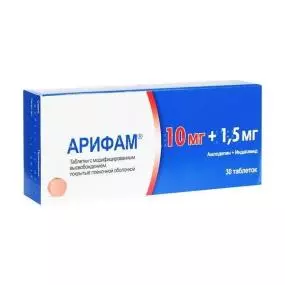 АРИФАМ®
10 мг + 1,5 мг
Таблетки с модифицированным
высвобождением,
покрытые пленочной оболочкой
Амлодипин + Индапамид
30 таблеток